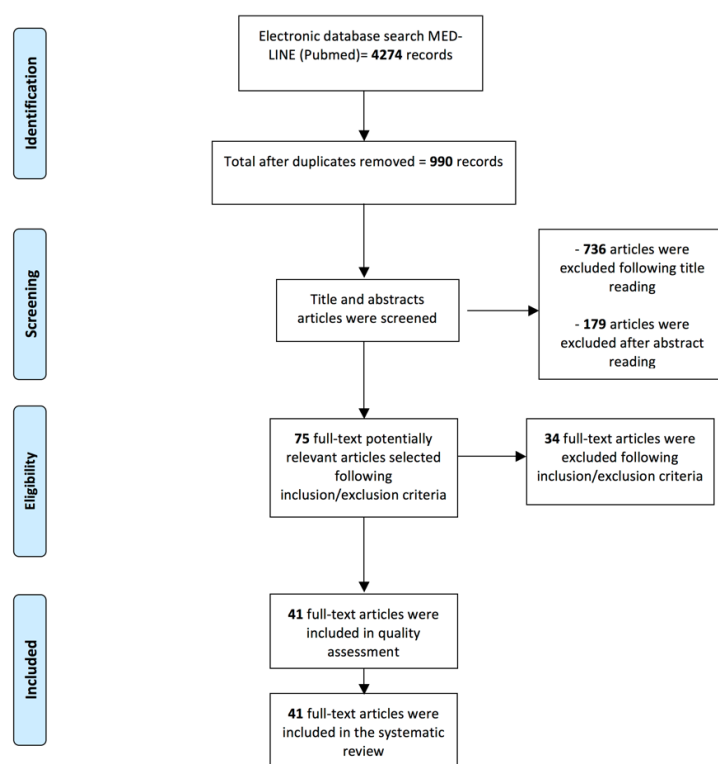 Identification
Electronic database search MED-
LINE (Pubmed)= 4274 records
Total after duplicates removed = 990 records
Screening
Title and abstracts
articles were screened
- 736 articles were
excluded following title
reading
- 179 articles were
excluded after abstract
reading
Eligibility
75 full-text potentially
relevant articles selected
following
inclusion/exclusion criteria
34 full-text articles were
excluded following
inclusion/exclusion criteria
Included
41 full-text articles were
included in quality
assessment
41 full-text articles were
included in the systematic
review